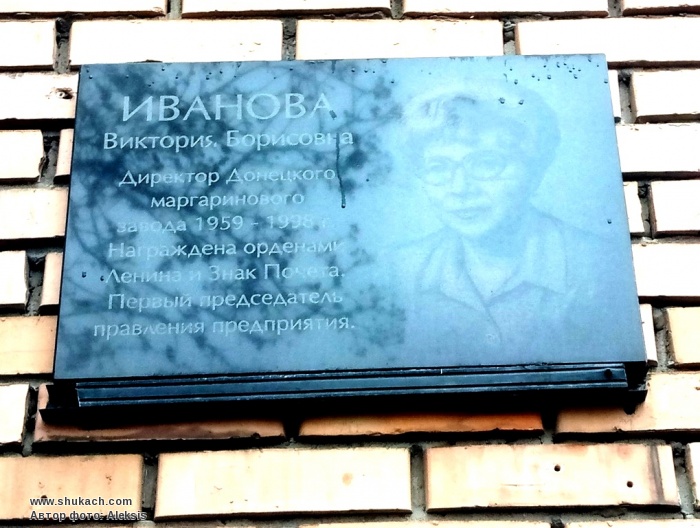 ИВАНОВА
Виктория Борисовна
Директор Донецкого
маргаринового
завода 1959 - 1998 г.
Награждена орденами
Ленина и Знак Почета.
Первый председатель
правления предприятия.
www.shukach.com
Автор фото: Aleksis